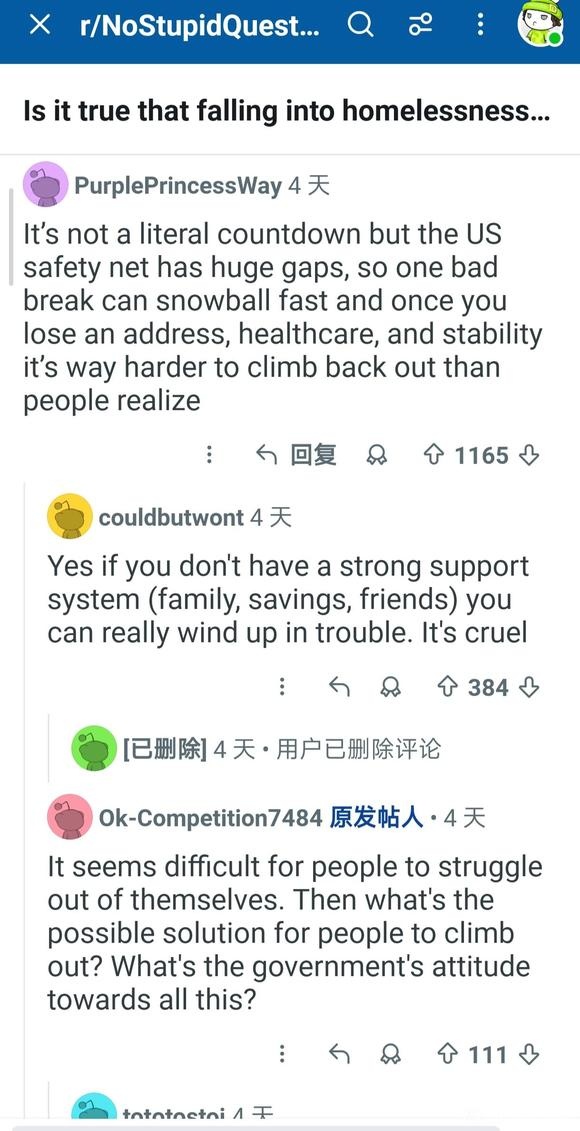 r/NoStupidQuest...
Is it true that falling into homelessness...
PurplePrincessWay 4 天
It’s not a literal countdown but the US
safety net has huge gaps, so one bad
break can snowball fast and once you
lose an address, healthcare, and stability
it’s way harder to climb back out than
people realize
回复 1165
couldbutwont 4 天
Yes if you don't have a strong support
system (family, savings, friends) you
can really wind up in trouble. It's cruel
384
[已删除] 4 天 • 用户已删除评论
Ok-Competition7484 原发帖人 • 4 天
It seems difficult for people to struggle
out of themselves. Then what's the
possible solution for people to climb
out? What's the government's attitude
towards all this?
111
4 天